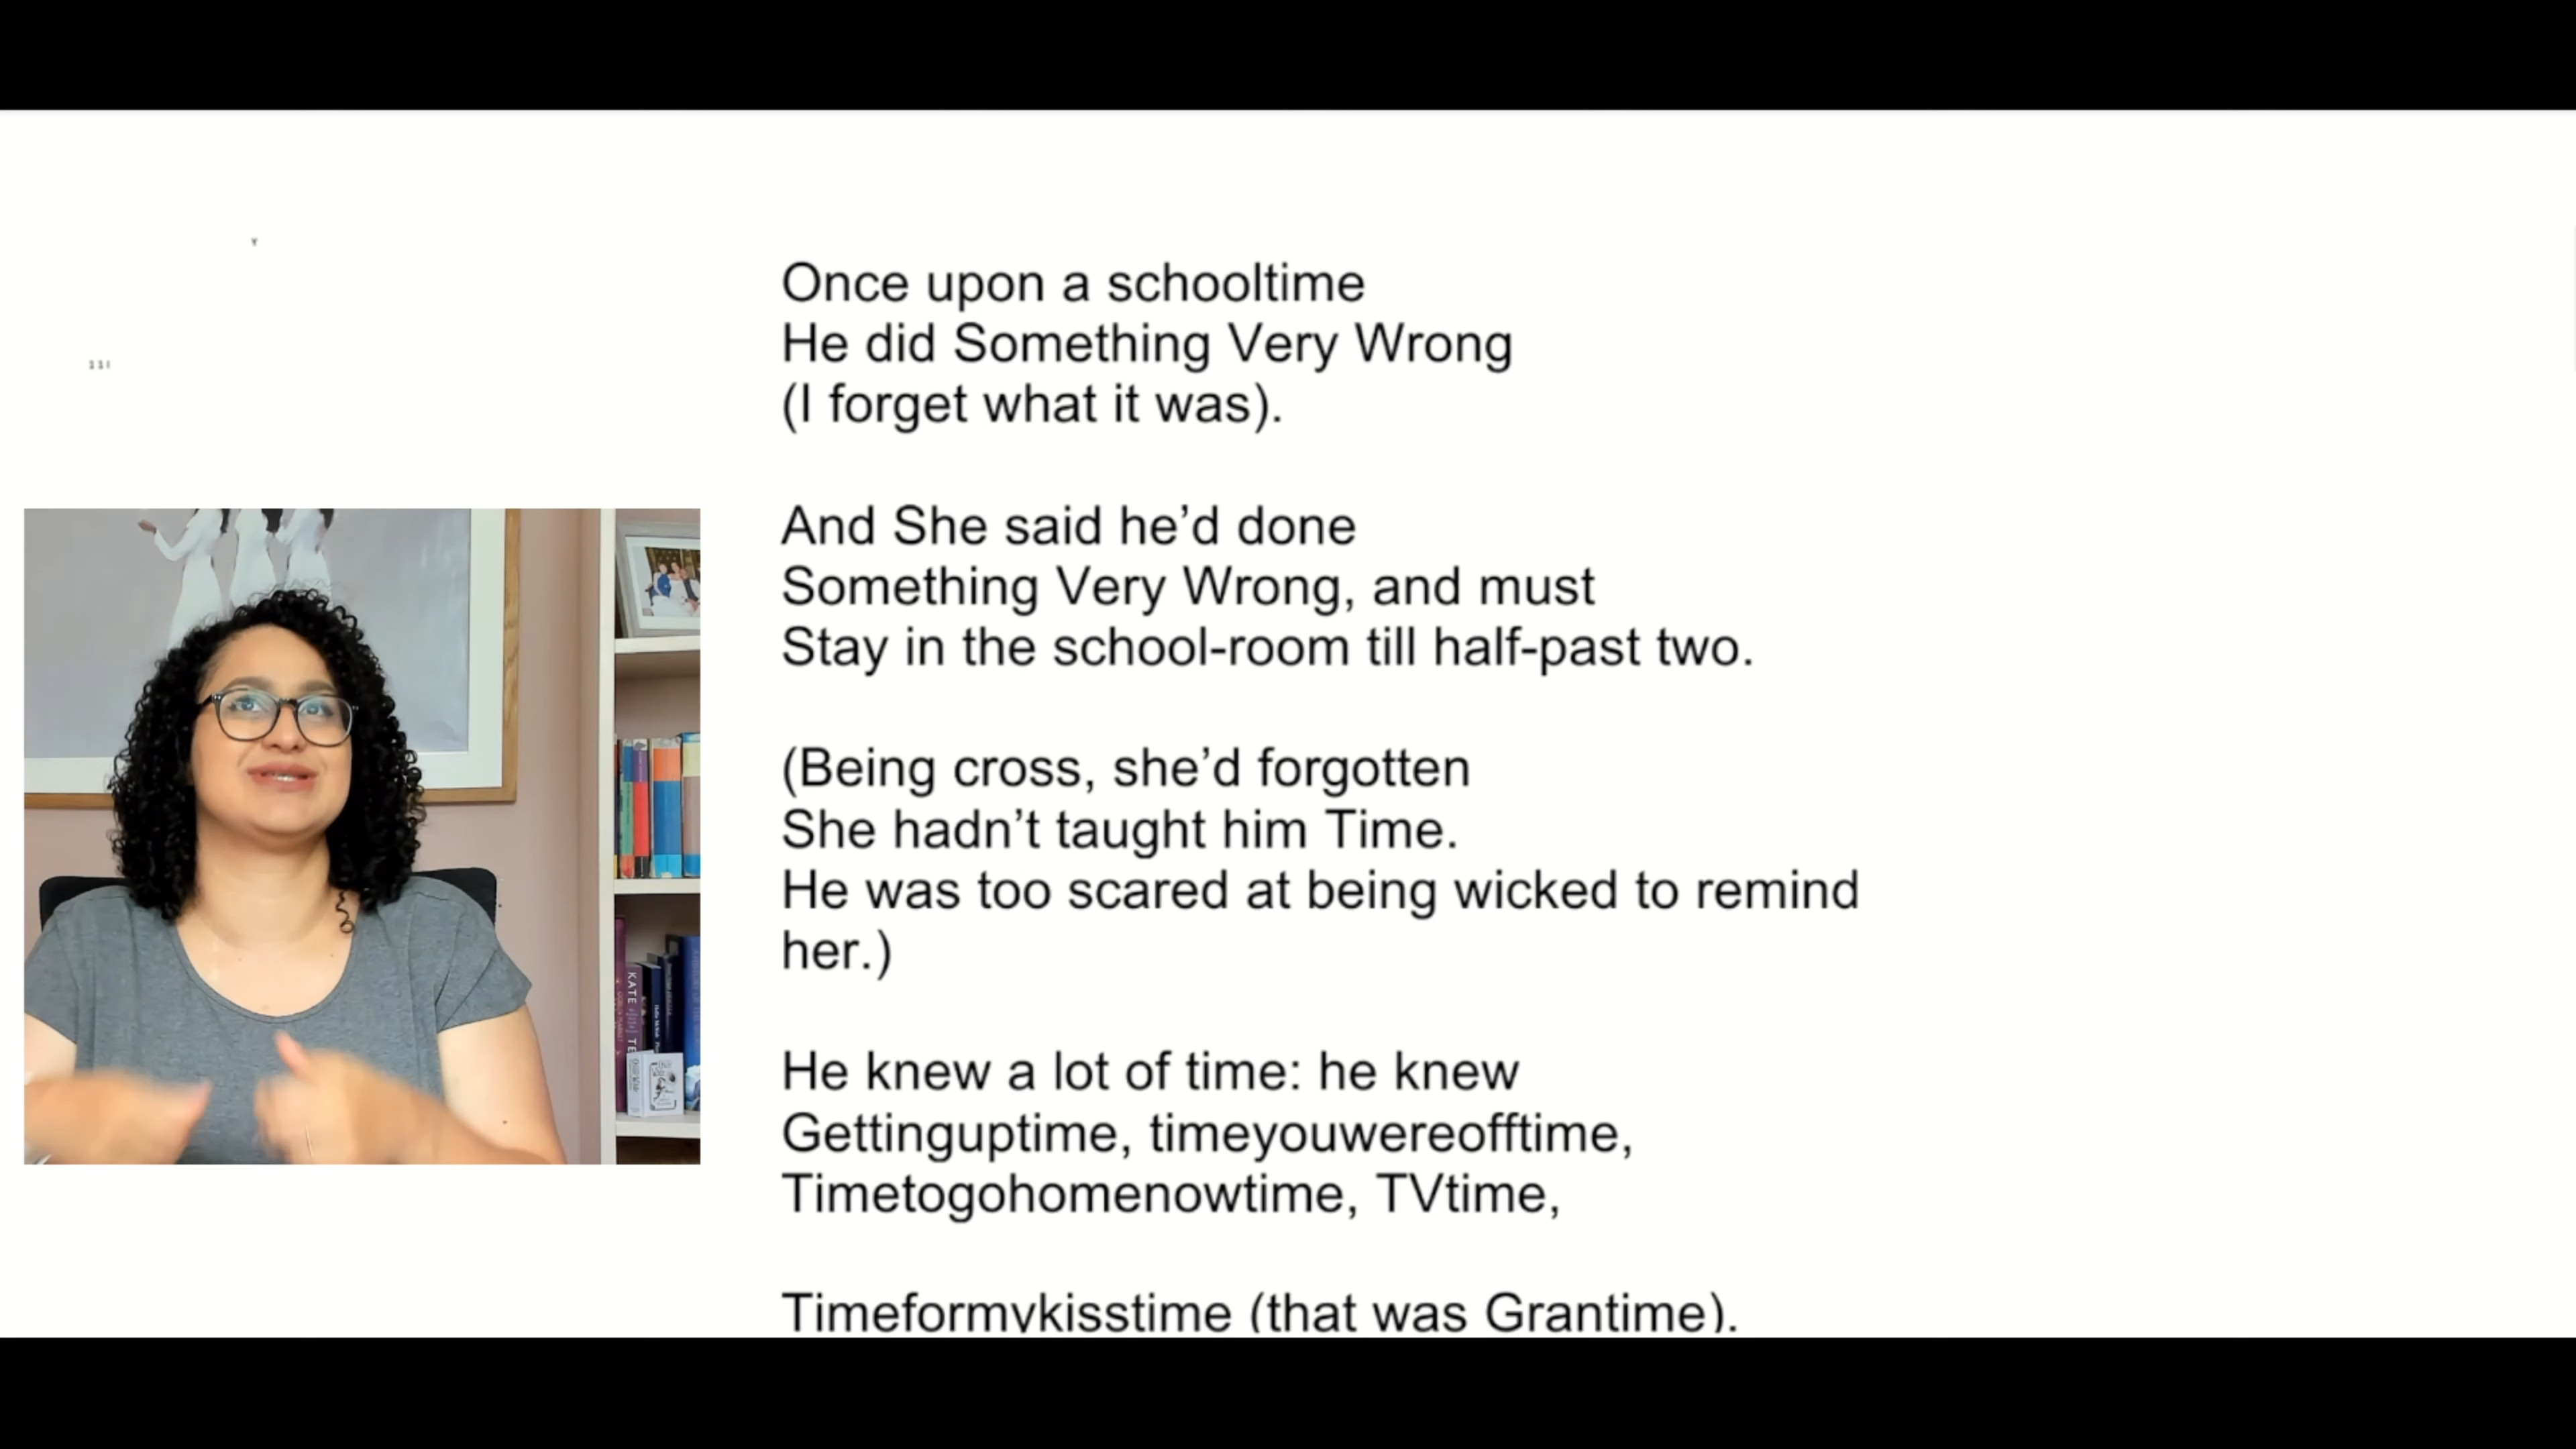 Once upon a schooltime
He did Something Very Wrong
(I forget what it was).
And She said he’d done
Something Very Wrong, and must
Stay in the school-room till half-past two.
(Being cross, she’d forgotten
She hadn’t taught him Time.
He was too scared at being wicked to remind
her.)
He knew a lot of time: he knew
Gettinguptime, timeyouwereofftime,
Timetogohomenowtime, TVtime,
Timeformykisstime (that was Grantime).
KATE